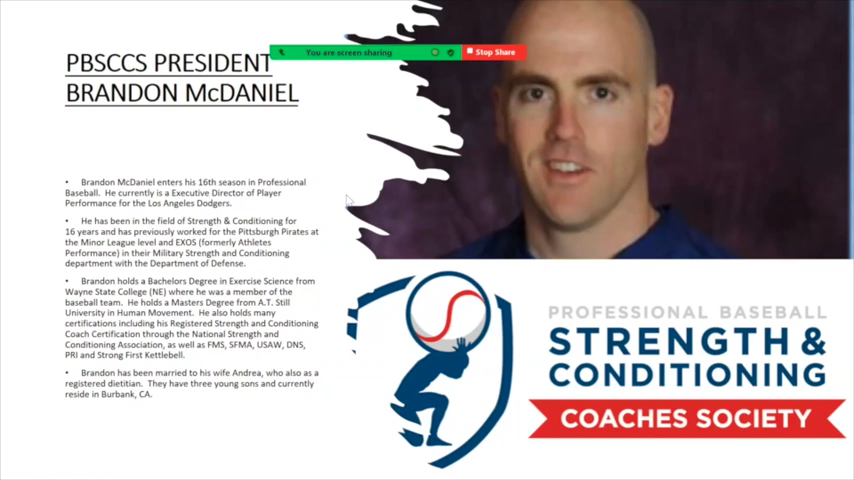 PBSCCS PRESIDENT
BRANDON McDANIEL
You are screen sharing
Stop Share
• Brandon McDaniel enters his 16th season in Professional
Baseball. He currently is a Executive Director of Player
Performance for the Los Angeles Dodgers.
• He has been in the field of Strength & Conditioning for
16 years and has previously worked for the Pittsburgh Pirates at
the Minor League level and EXOS (formerly Athletes
Performance) in their Military Strength and Conditioning
department with the Department of Defense.
• Brandon holds a Bachelors Degree in Exercise Science from
Wayne State College (NE) where he was a member of the
baseball team. He holds a Masters Degree from A.T. Still
University in Human Movement. He also holds many
certifications including his Registered Strength and Conditioning
Coach Certification through the National Strength and
Conditioning Association, as well as FMS, SFMA, USAW, DNS,
PRI and Strong First Kettlebell.
• Brandon has been married to his wife Andrea, who also as a
registered dietitian. They have three young sons and currently
reside in Burbank, CA.
PROFESSIONAL BASEBALL
STRENGTH &
CONDITIONING
COACHES SOCIETY